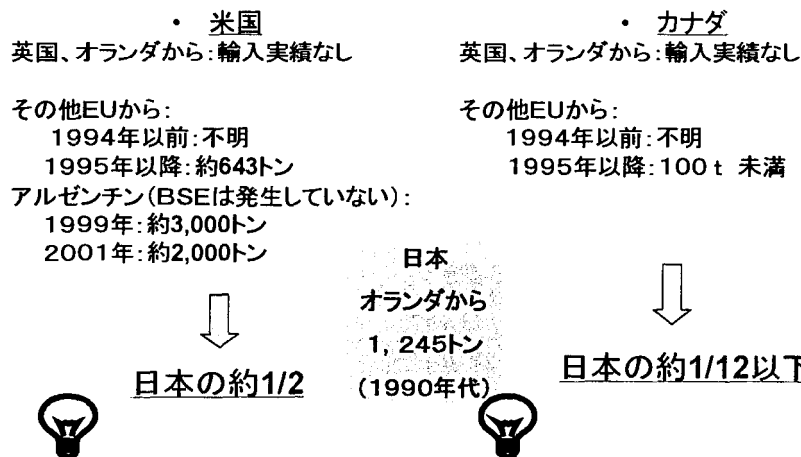 ・ 米国
英国、オランダから：輸入実績なし
その他EUから：
1994年以前：不明
1995年以降：約643トン
アルゼンチン（BSEは発生していない）：
1999年：約3,000トン
2001年：約2,000トン
日本の約1/2
日本
オランダから
1, 245トン
（1990年代）
・ カナダ
英国、オランダから：輸入実績なし
その他EUから：
1994年以前：不明
1995年以降：100ｔ 未満
日本の約1/12以下